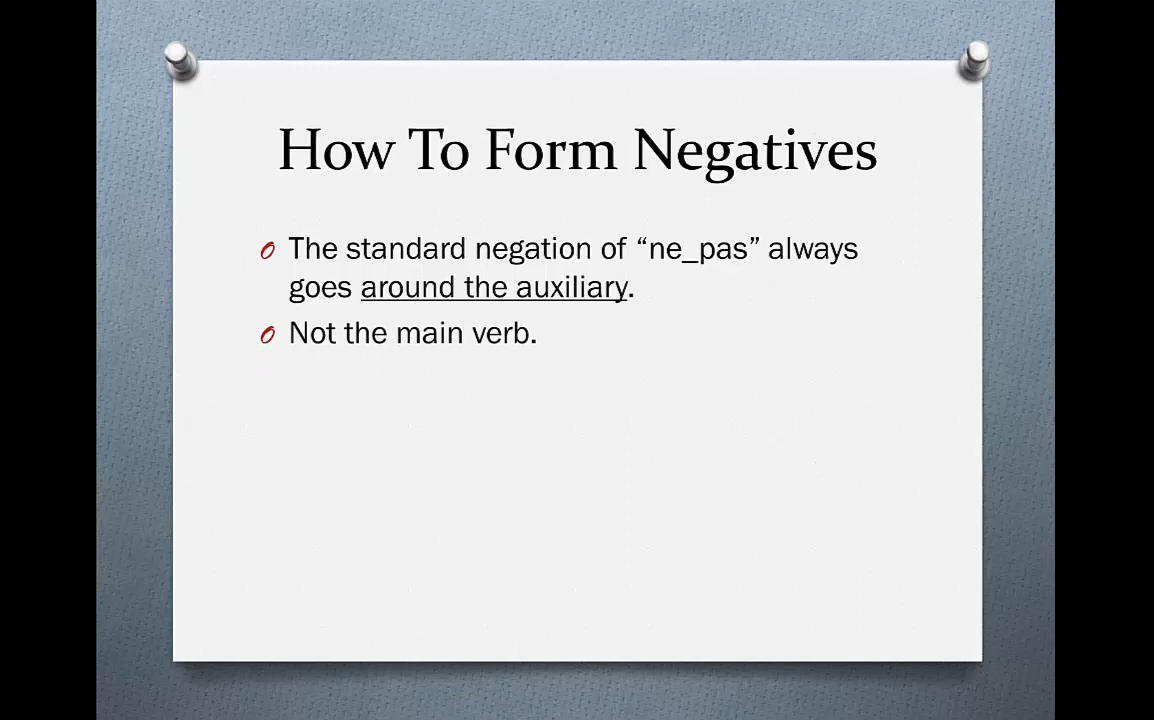 How To Form Negatives
The standard negation of “ne_pas” always
goes around the auxiliary.
Not the main verb.